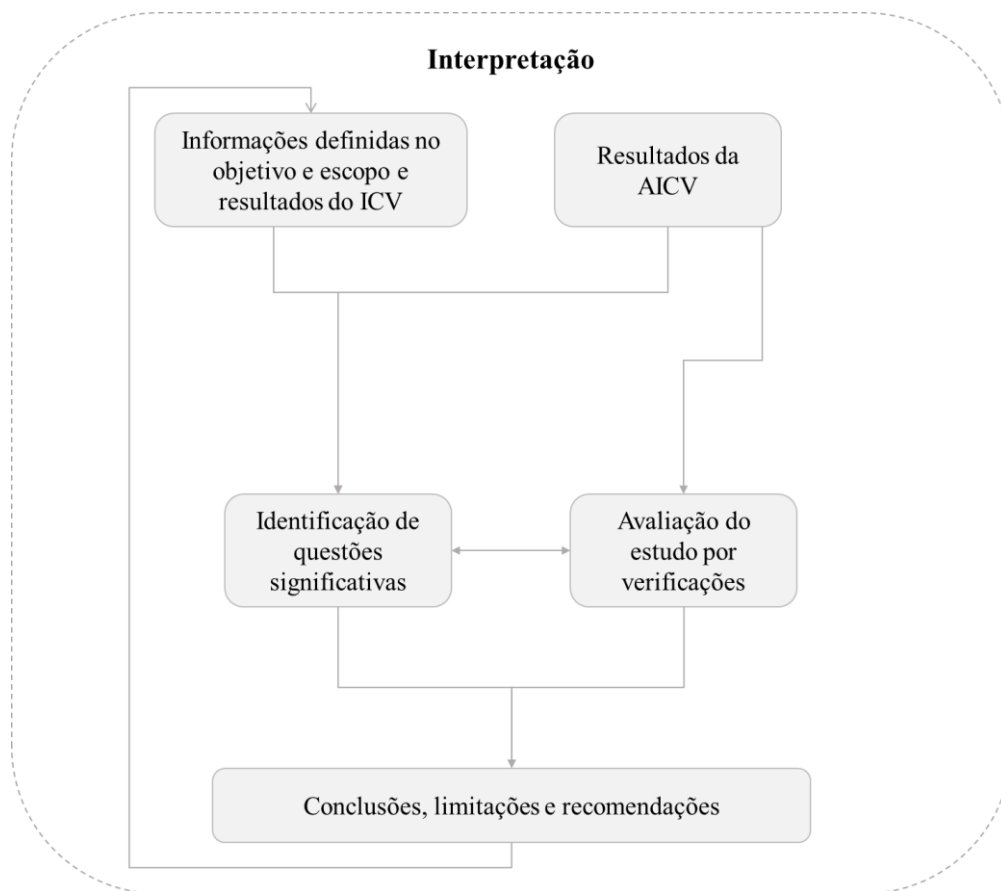 Interpretação
Informações definidas no
objetivo e escopo e
resultados do ICV
Resultados da
AICV
Identificação de
questões
significativas
Avaliação do
estudo por
verificações
Conclusões, limitações e recomendações